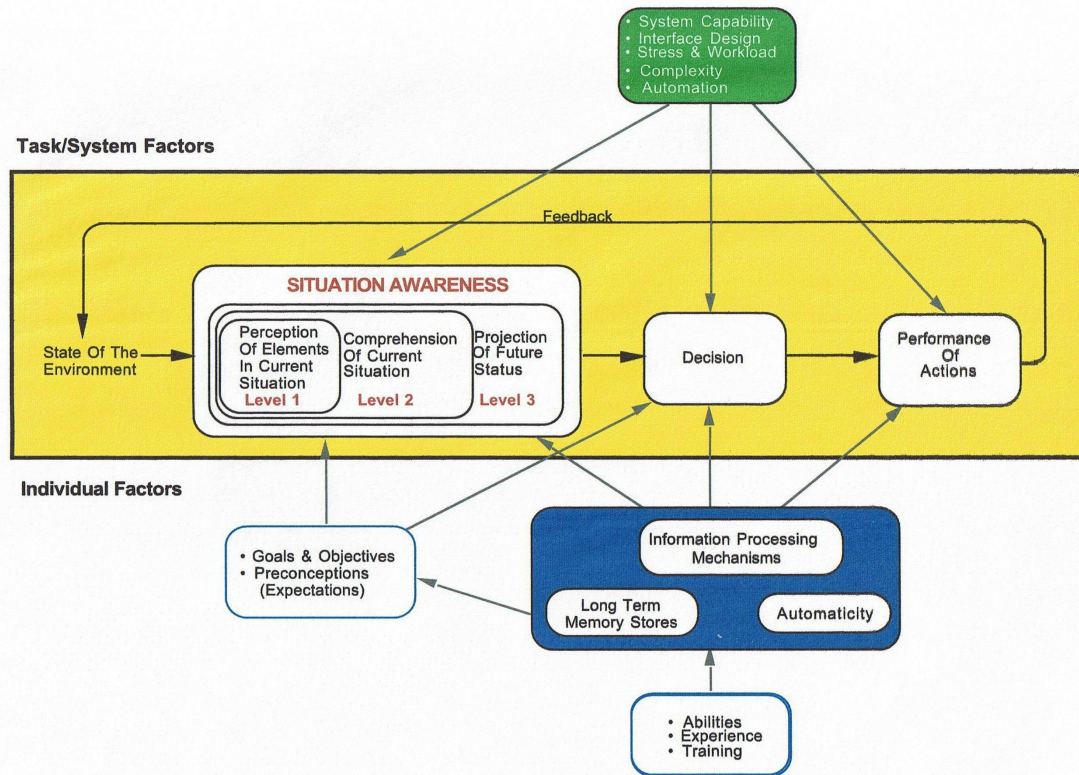 • System Capability
• Interface Design
• Stress & Workload
• Complexity
• Automation
Task/System Factors
Feedback
SITUATION AWARENESS
State Of The
Environment
Perception
Of Elements
In Current
Situation
Level 1
Comprehension
Of Current
Situation
Level 2
Projection
Of Future
Status
Level 3
Decision
Performance
Of
Actions
Individual Factors
• Goals & Objectives
• Preconceptions
(Expectations)
Information Processing
Mechanisms
Long Term
Memory Stores
Automaticity
• Abilities
• Experience
• Training